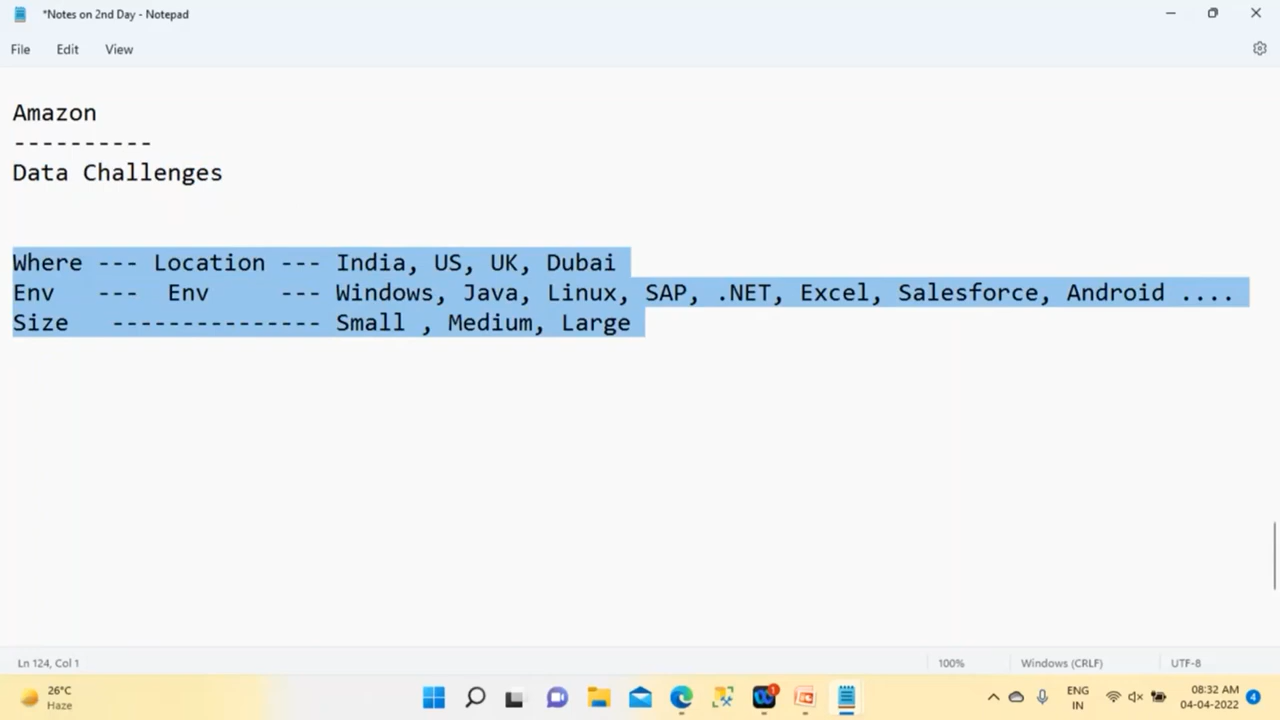 *Notes on 2nd Day - Notepad
File Edit View
Amazon
----------
Data Challenges
Where --- Location --- India, US, UK, Dubai
Env --- Env --- Windows, Java, Linux, SAP, .NET, Excel, Salesforce, Android ....
Size --------------- Small , Medium, Large
Ln 124, Col 1 100% Windows (CRLF) UTF-8
26°C
Haze
1
ENG
IN
08:32 AM
04-04-2022
4